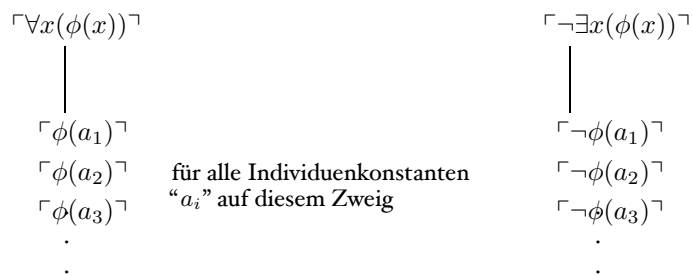 ⌜∀x(ϕ(x))⌝ ⌜¬∃x(ϕ(x))⌝
⌜ϕ(a₁)⌝ ⌜¬ϕ(a₁)⌝
⌜ϕ(a₂)⌝ für alle Individuenkonstanten ⌜¬ϕ(a₂)⌝
“aᵢ” auf diesem Zweig
⌜ϕ(a₃)⌝ ⌜¬ϕ(a₃)⌝
. .
. .